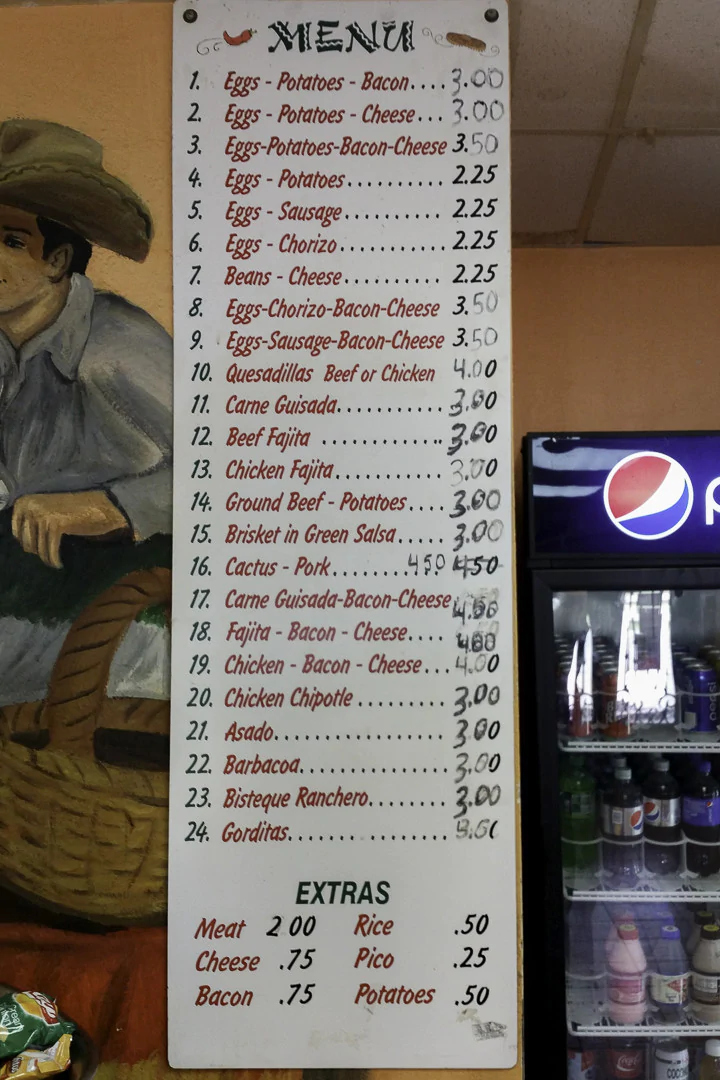 MENU
1. Eggs - Potatoes - Bacon.... 3.00
2. Eggs - Potatoes - Cheese... 3.00
3. Eggs-Potatoes-Bacon-Cheese 3.50
4. Eggs - Potatoes.......... 2.25
5. Eggs - Sausage.......... 2.25
6. Eggs - Chorizo.......... 2.25
7. Beans - Cheese.......... 2.25
8. Eggs-Chorizo-Bacon-Cheese 3.50
9. Eggs-Sausage-Bacon-Cheese 3.50
10. Quesadillas Beef or Chicken 4.00
11. Carne Guisada........... 3.00
12. Beef Fajita ............. 3.00
13. Chicken Fajita........... 3.00
14. Ground Beef - Potatoes.... 3.00
15. Brisket in Green Salsa..... 3.00
16. Cactus - Pork....... 4.50 4.50
17. Carne Guisada-Bacon-Cheese
18. Fajita - Bacon - Cheese.... 4.00
19. Chicken - Bacon - Cheese... 4.00
20. Chicken Chipotle ......... 3.00
21. Asado................. 3.00
22. Barbacoa............... 3.00
23. Bisteque Ranchero....... 3.00
24. Gorditas................
EXTRAS
Meat 2 00 Rice .50
Cheese .75 Pico .25
Bacon .75 Potatoes .50
pepsi